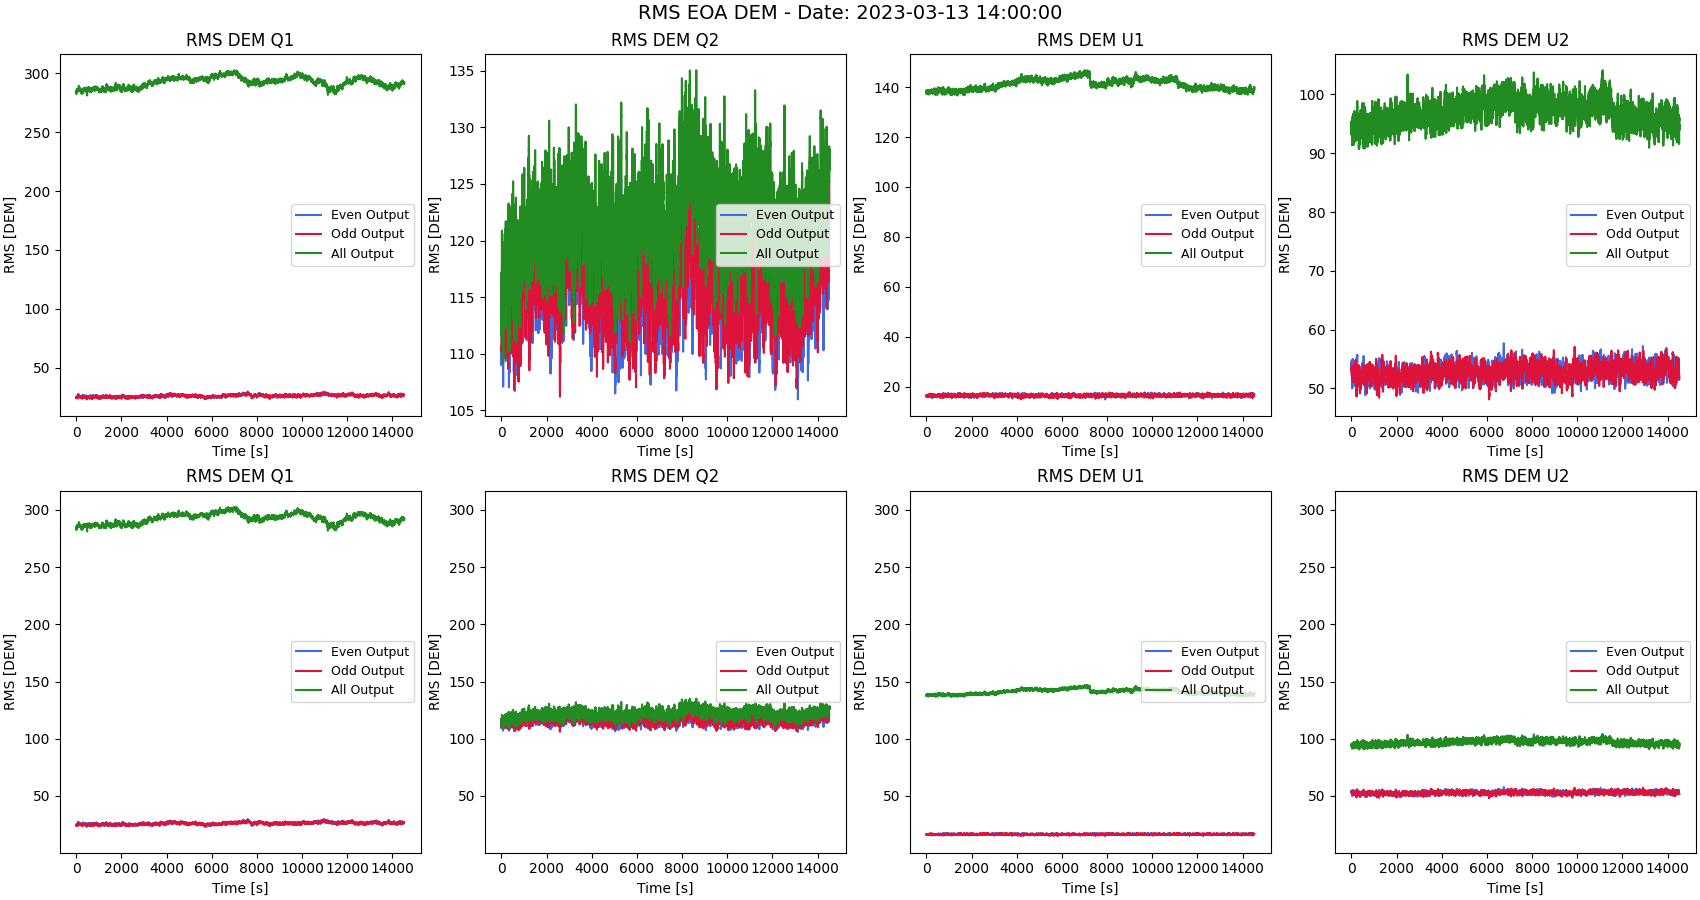 RMS EOA DEM - Date: 2023-03-13 14:00:00
RMS DEM Q1
RMS [DEM]
300
250
200
150
100
50
0 2000 4000 6000 8000 10000 12000 14000
Time [s]
Even Output
Odd Output
All Output
RMS DEM Q2
RMS [DEM]
135
130
125
120
115
110
105
0 2000 4000 6000 8000 10000 12000 14000
Time [s]
Even Output
Odd Output
All Output
RMS DEM U1
RMS [DEM]
140
120
100
80
60
40
20
0 2000 4000 6000 8000 10000 12000 14000
Time [s]
Even Output
Odd Output
All Output
RMS DEM U2
RMS [DEM]
100
90
80
70
60
50
0 2000 4000 6000 8000 10000 12000 14000
Time [s]
Even Output
Odd Output
All Output
RMS DEM Q1
RMS [DEM]
300
250
200
150
100
50
0 2000 4000 6000 8000 10000 12000 14000
Time [s]
Even Output
Odd Output
All Output
RMS DEM Q2
RMS [DEM]
300
250
200
150
100
50
0 2000 4000 6000 8000 10000 12000 14000
Time [s]
Even Output
Odd Output
All Output
RMS DEM U1
RMS [DEM]
300
250
200
150
100
50
0 2000 4000 6000 8000 10000 12000 14000
Time [s]
Even Output
Odd Output
All Output
RMS DEM U2
RMS [DEM]
300
250
200
150
100
50
0 2000 4000 6000 8000 10000 12000 14000
Time [s]
Even Output
Odd Output
All Output